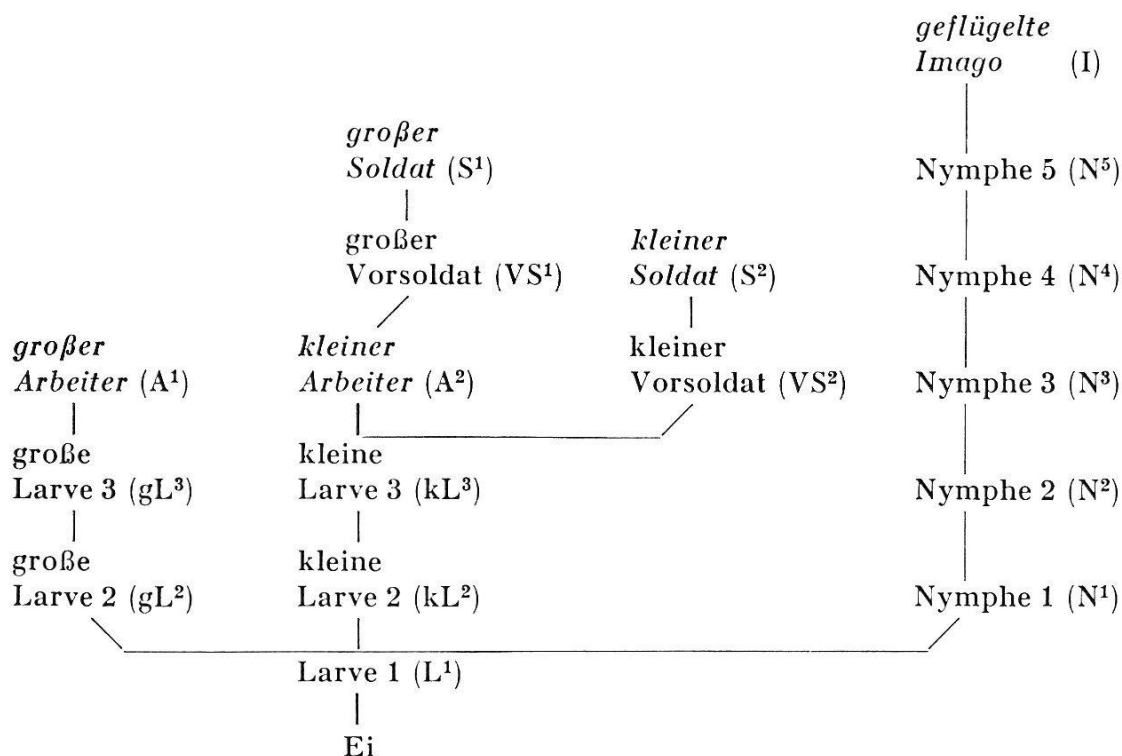 geflügelte
Imago (I)
großer
Soldat (S¹)
Nymphe 5 (N⁵)
großer
Vorsoldat (VS¹)
kleiner
Soldat (S²)
Nymphe 4 (N⁴)
großer
Arbeiter (A¹)
kleiner
Arbeiter (A²)
kleiner
Vorsoldat (VS²)
Nymphe 3 (N³)
große
Larve 3 (gL³)
kleine
Larve 3 (kL³)
Nymphe 2 (N²)
große
Larve 2 (gL²)
kleine
Larve 2 (kL²)
Nymphe 1 (N¹)
Larve 1 (L¹)
Ei